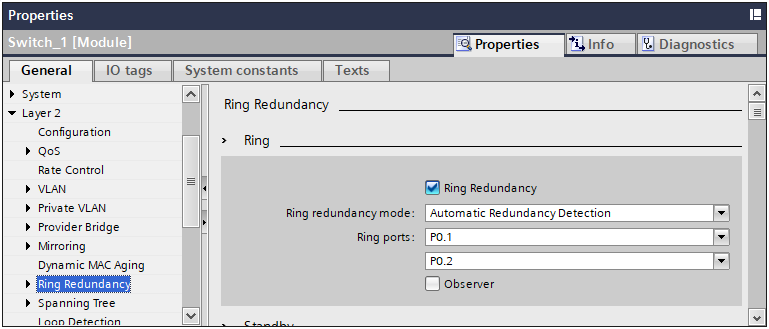 Properties
Switch_1 [Module]
Properties
Info
Diagnostics
General
IO tags
System constants
Texts
System
Layer 2
Configuration
QoS
Rate Control
VLAN
Private VLAN
Provider Bridge
Mirroring
Dynamic MAC Aging
Ring Redundancy
Spanning Tree
Loop Detection
Ring Redundancy
Ring
Ring Redundancy
Ring redundancy mode: Automatic Redundancy Detection
Ring ports: P0.1
P0.2
Observer
Standby